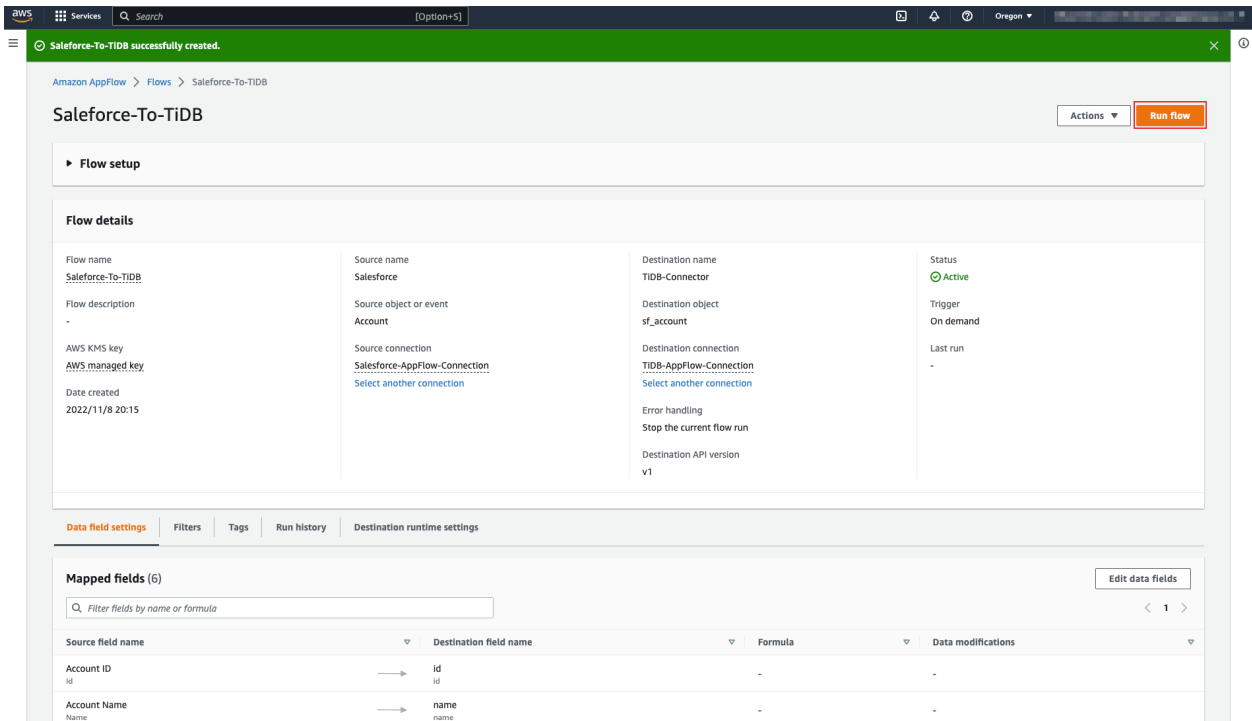 aws Services Search [Option+S] Oregon ▼
Saleforce-To-TiDB successfully created.
Amazon AppFlow > Flows > Saleforce-To-TiDB
Saleforce-To-TiDB
Actions ▼ Run flow
Flow setup
Flow details
Flow name Source name Destination name Status
Saleforce-To-TiDB Salesforce TiDB-Connector Active
Flow description Source object or event Destination object Trigger
- Account sf_account On demand
AWS KMS key Source connection Destination connection Last run
AWS managed key Salesforce-AppFlow-Connection TiDB-AppFlow-Connection -
Select another connection Select another connection
Date created
2022/11/8 20:15
Error handling
Stop the current flow run
Destination API version
v1
Data field settings Filters Tags Run history Destination runtime settings
Mapped fields (6) Edit data fields
Filter fields by name or formula < 1 >
Source field name Destination field name Formula Data modifications
Account ID id - -
Id id
Account Name name - -
Name name